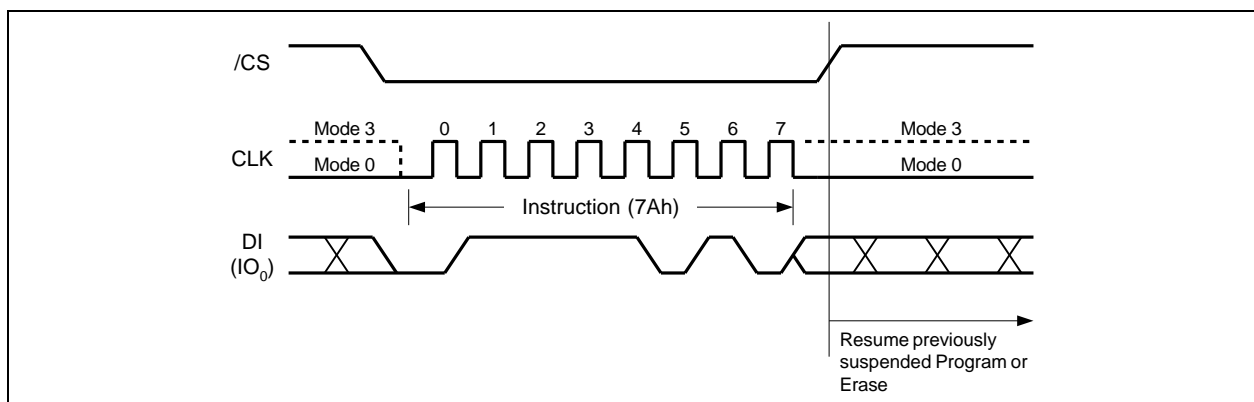 /CS
Mode 3
0 1 2 3 4 5 6 7
Mode 3
CLK
Mode 0
Mode 0
Instruction (7Ah)
DI
(IO0)
Resume previously
suspended Program or
Erase